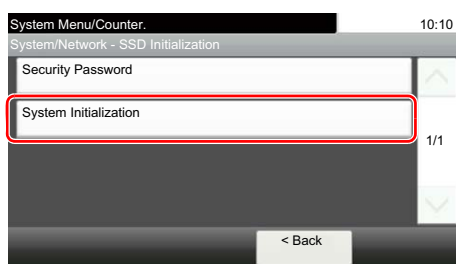 System Menu/Counter.
10:10
System/Network - SSD Initialization
Security Password
System Initialization
1/1
< Back